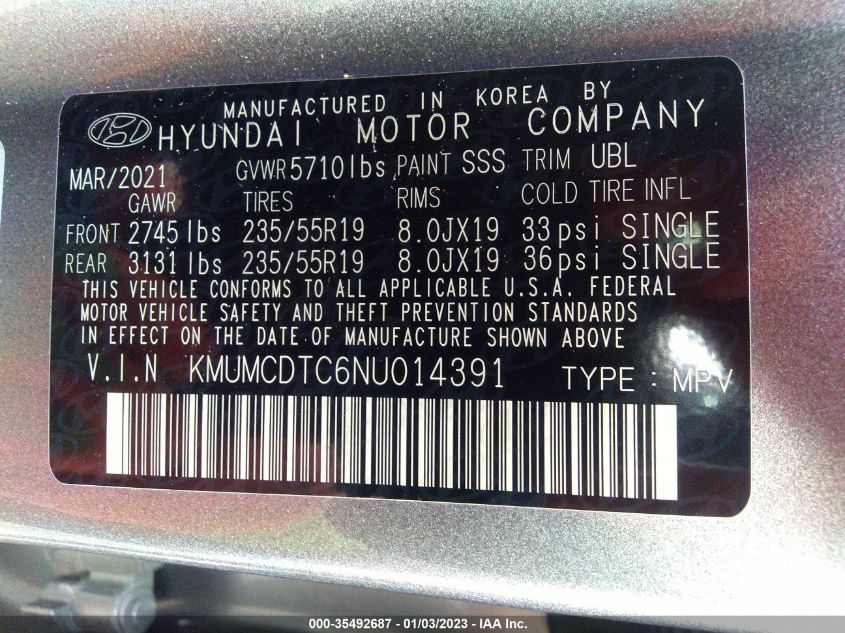 MANUFACTURED IN KOREA BY
HYUNDAI MOTOR COMPANY
MAR/2021 GVWR 5710lbs PAINT SSS TRIM UBL
GAWR TIRES RIMS COLD TIRE INFL
FRONT 2745lbs 235/55R19 8.0JX19 33psi SINGLE
REAR 3131lbs 235/55R19 8.0JX19 36psi SINGLE
THIS VEHICLE CONFORMS TO ALL APPLICABLE U.S.A. FEDERAL
MOTOR VEHICLE SAFETY AND THEFT PREVENTION STANDARDS
IN EFFECT ON THE DATE OF MANUFACTURE SHOWN ABOVE
V.I.N KMUMCDTC6NU014391 TYPE : MPV
000-35492687 - 01/03/2023 - IAA Inc.